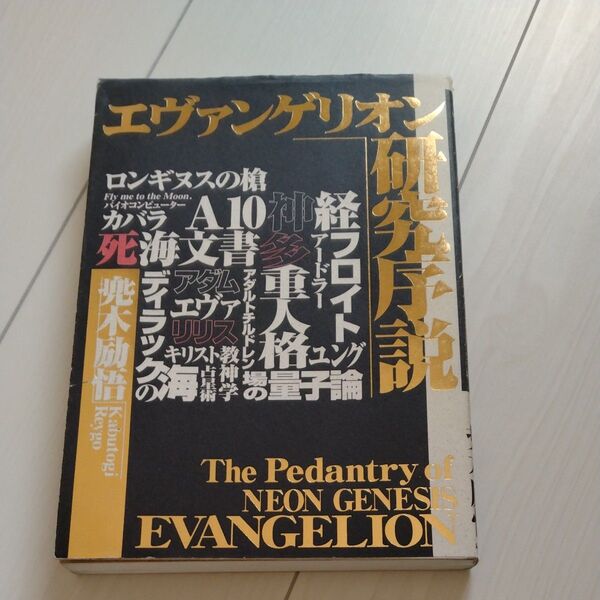 エヴァンゲリオン
研究序説
ロンギヌスの槍
Fly me to the Moon.
バイオコンピューター
カバラ
A10
神
経
死海文書
多重人格
フロイト
アードラー
ユング
アダム
エヴァ
リリス
アダルトチルドレン
ディラックの海
キリスト教神学
占星術
場の量子論
兜木励悟
Kabutogi
Reygo
The Pedantry of
NEON GENESIS
EVANGELION